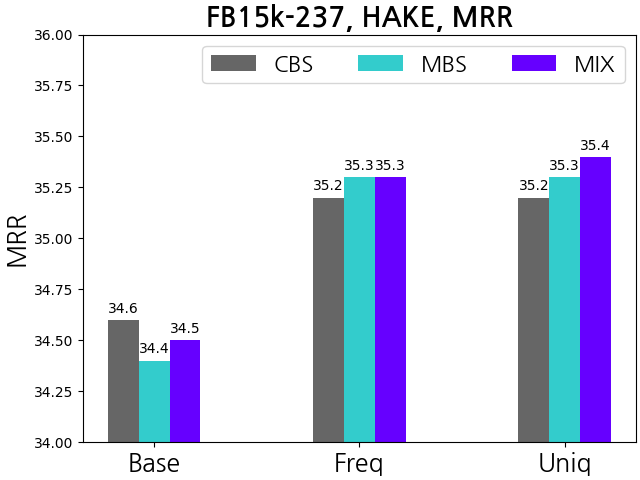 FB15k-237, HAKE, MRR
CBS MBS MIX
MRR
36.00
35.75
35.50
35.25
35.00
34.75
34.50
34.25
34.00
34.6 34.4 34.5
35.2 35.3 35.3
35.2 35.3 35.4
Base Freq Uniq